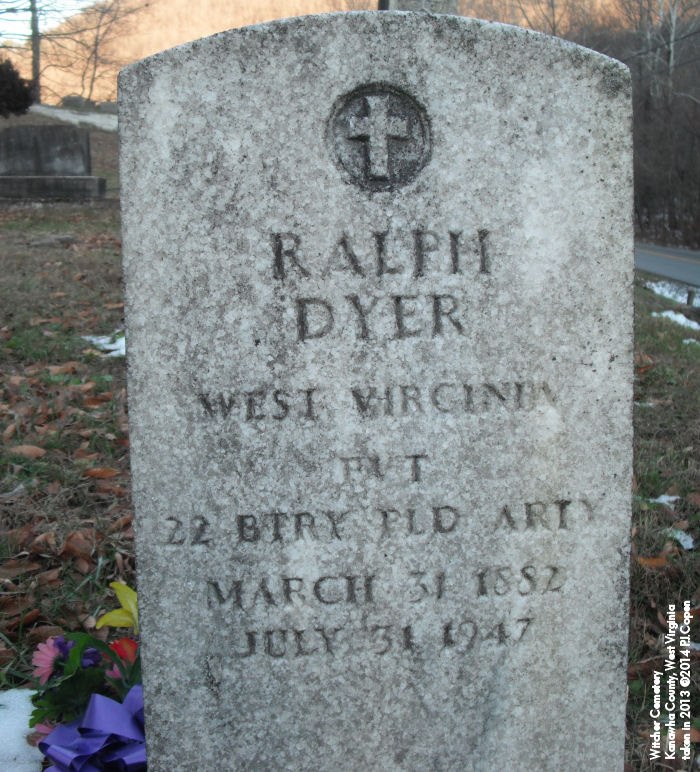 RALPH
DYER
WEST VIRGINIA
PVT
22 BTRY FLD ARTY
MARCH 31 1882
JULY 31 1947
Witcher Cemetery
Kanawha County, West Virginia
taken in 2013 ©2014 P.J.Copen